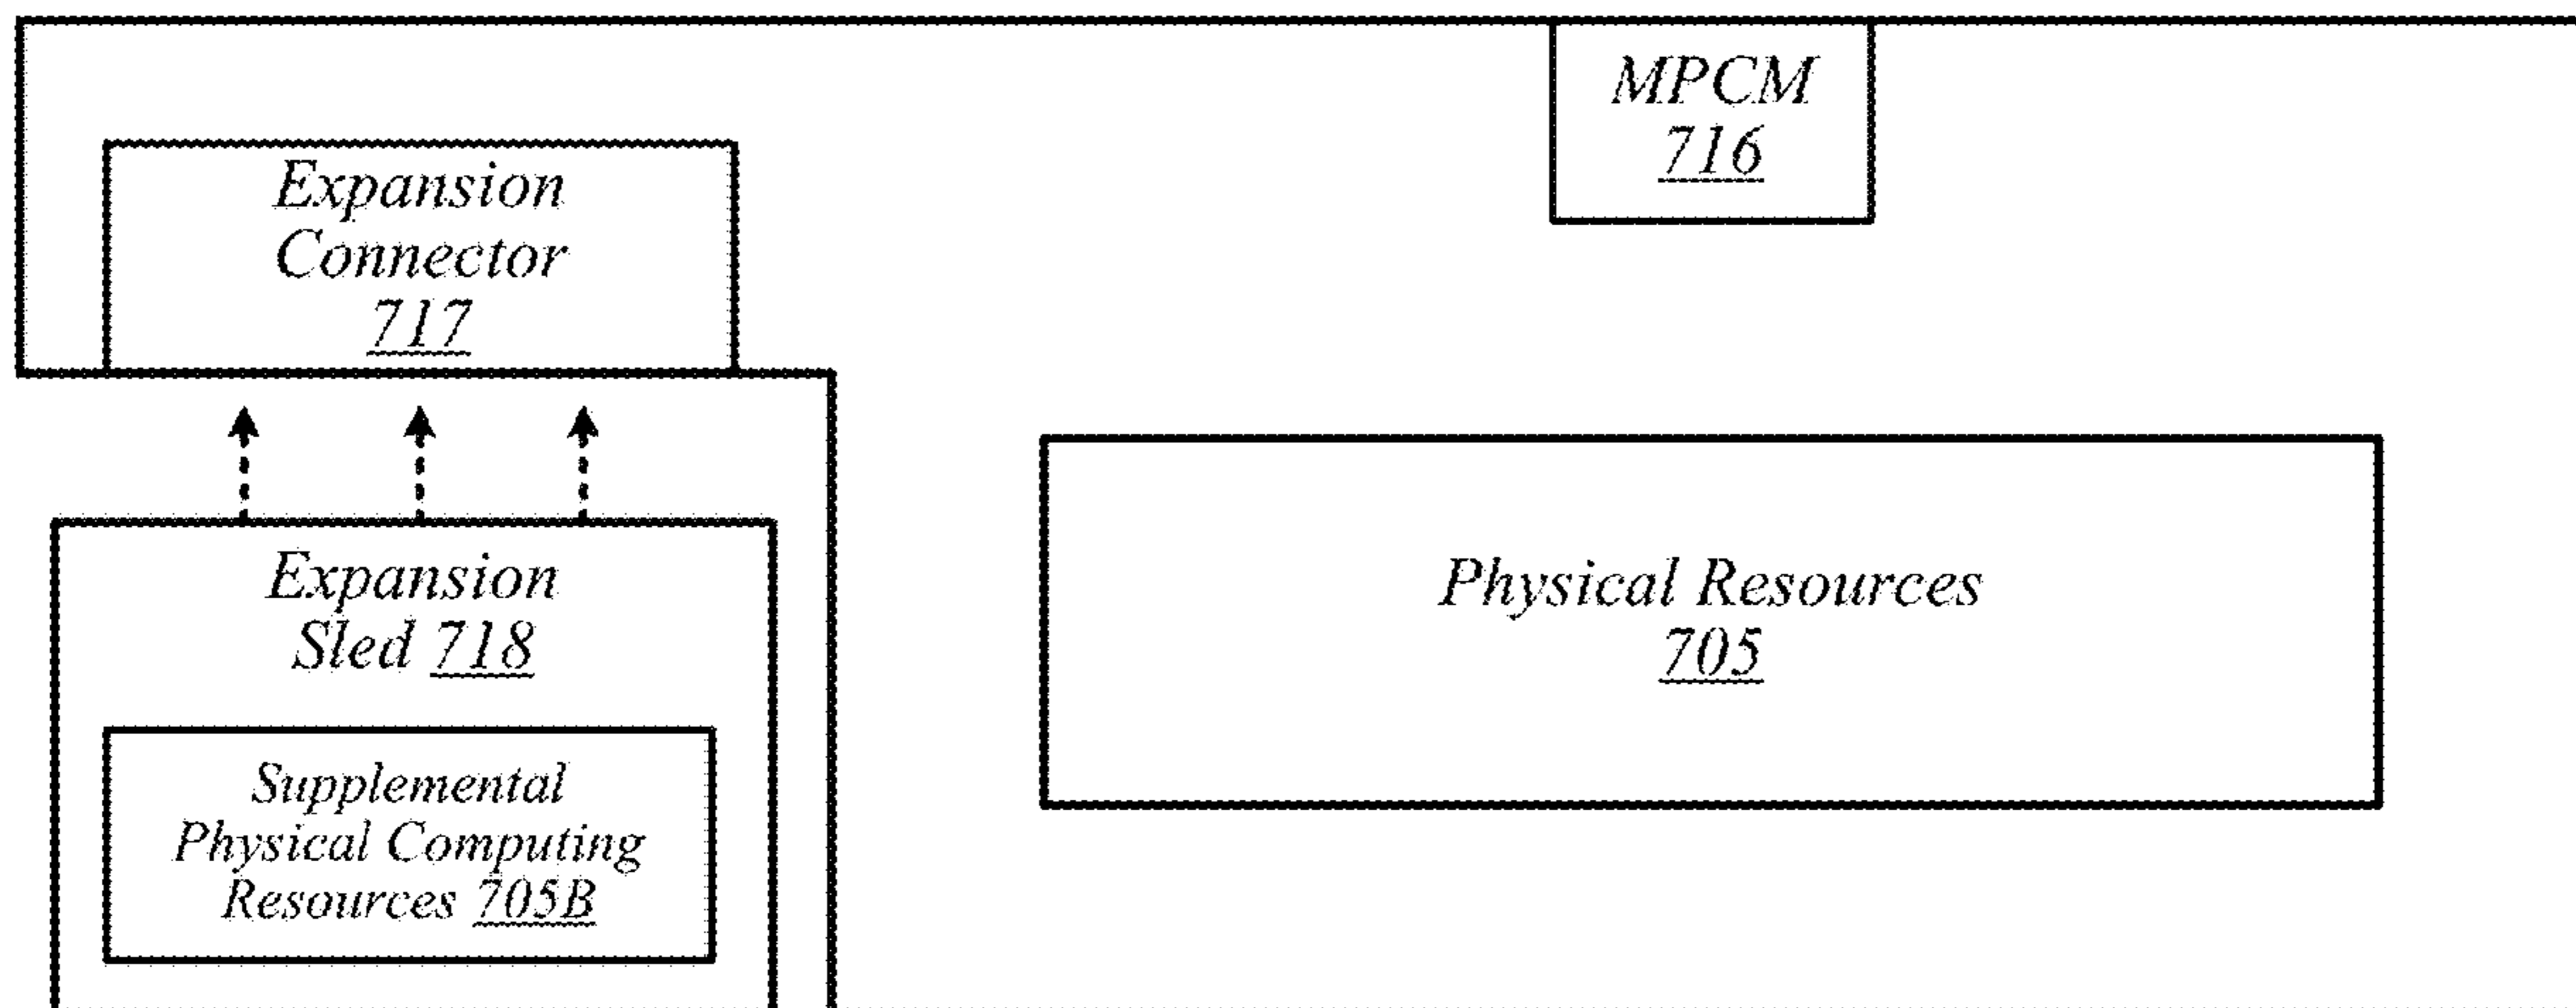 MPCM
716
Expansion
Connector
717
Expansion
Sled 718
Supplemental
Physical Computing
Resources 705B
Physical Resources
705